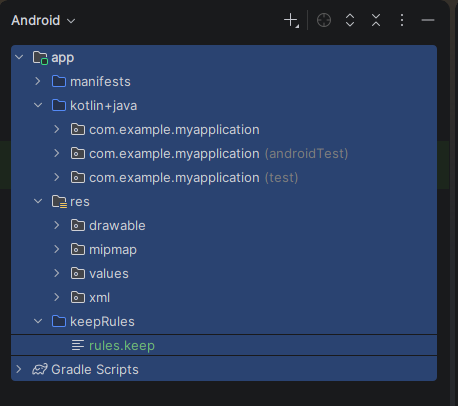 Android
app
manifests
kotlin+java
com.example.myapplication
com.example.myapplication (androidTest)
com.example.myapplication (test)
res
drawable
mipmap
values
xml
keepRules
rules.keep
Gradle Scripts